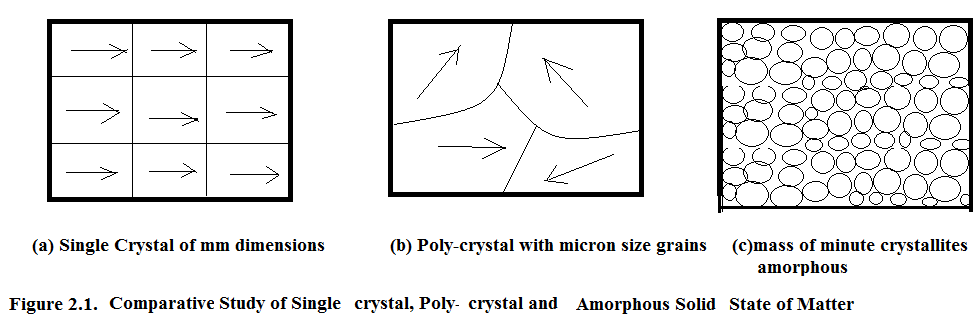 (a) Single Crystal of mm dimensions
(b) Poly-crystal with micron size grains
(c)mass of minute crystallites
amorphous
Figure 2.1. Comparative Study of Single crystal, Poly- crystal and Amorphous Solid State of Matter